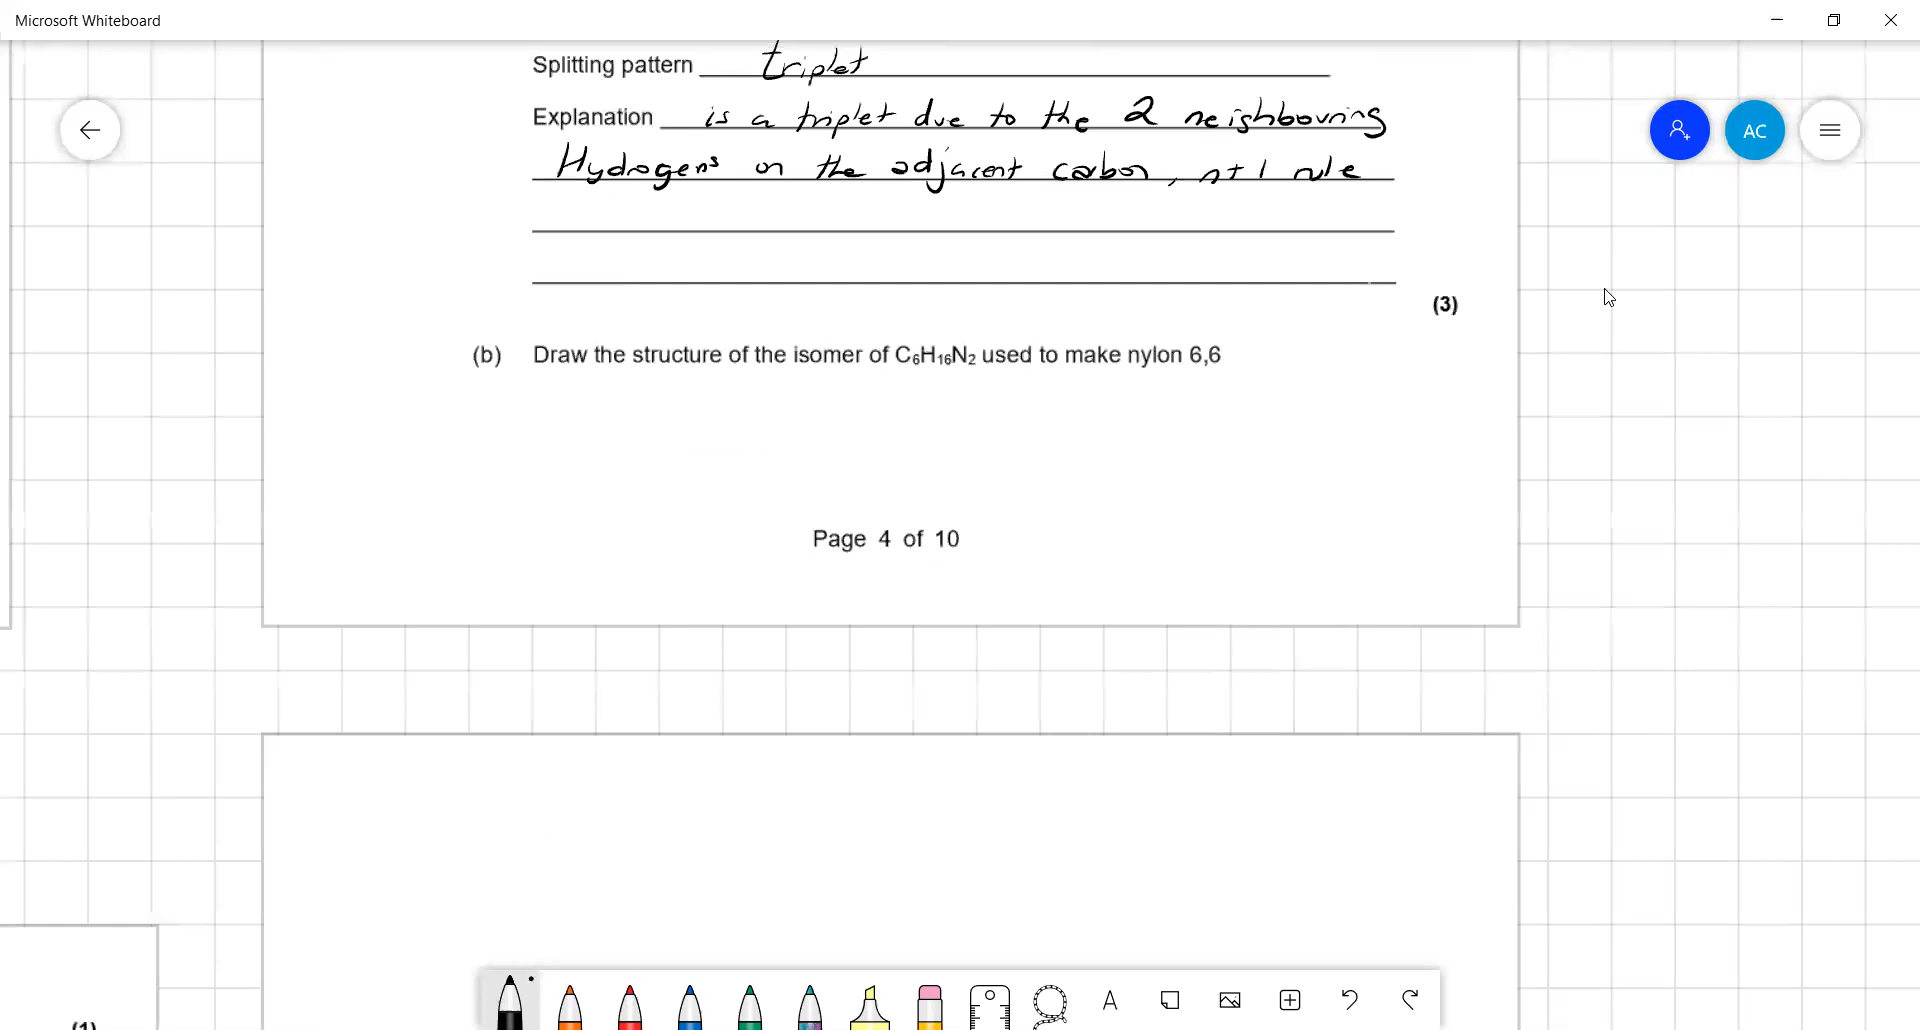 Microsoft Whiteboard
Splitting pattern triplet
Explanation is a triplet due to the 2 neighbouring
Hydrogens on the adjacent carbon, n+1 rule
(3)
AC
(b) Draw the structure of the isomer of C₆H₁₆N₂ used to make nylon 6,6
Page 4 of 10
(1)
A